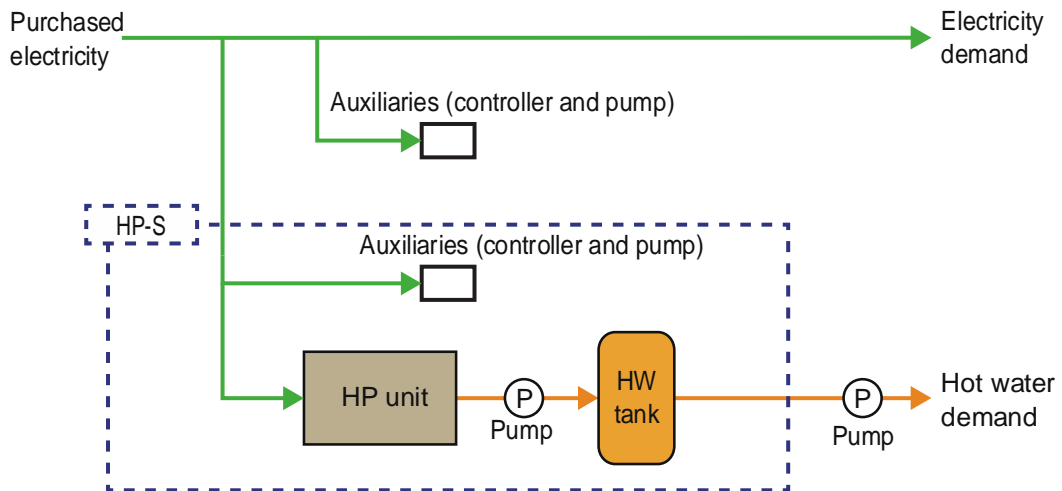 Purchased
electricity
Electricity
demand
Auxiliaries (controller and pump)
HP-S
Auxiliaries (controller and pump)
HP unit
P
Pump
HW
tank
P
Pump
Hot water
demand